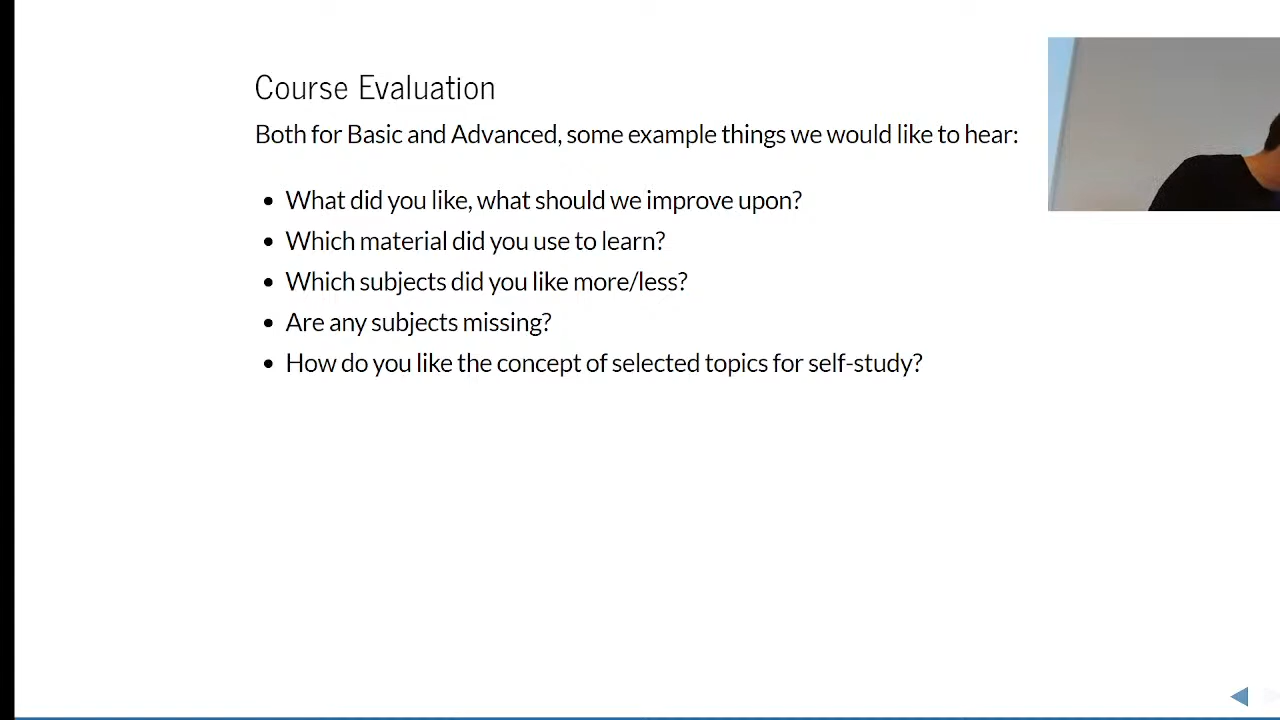 Course Evaluation
Both for Basic and Advanced, some example things we would like to hear:
• What did you like, what should we improve upon?
• Which material did you use to learn?
• Which subjects did you like more/less?
• Are any subjects missing?
• How do you like the concept of selected topics for self-study?